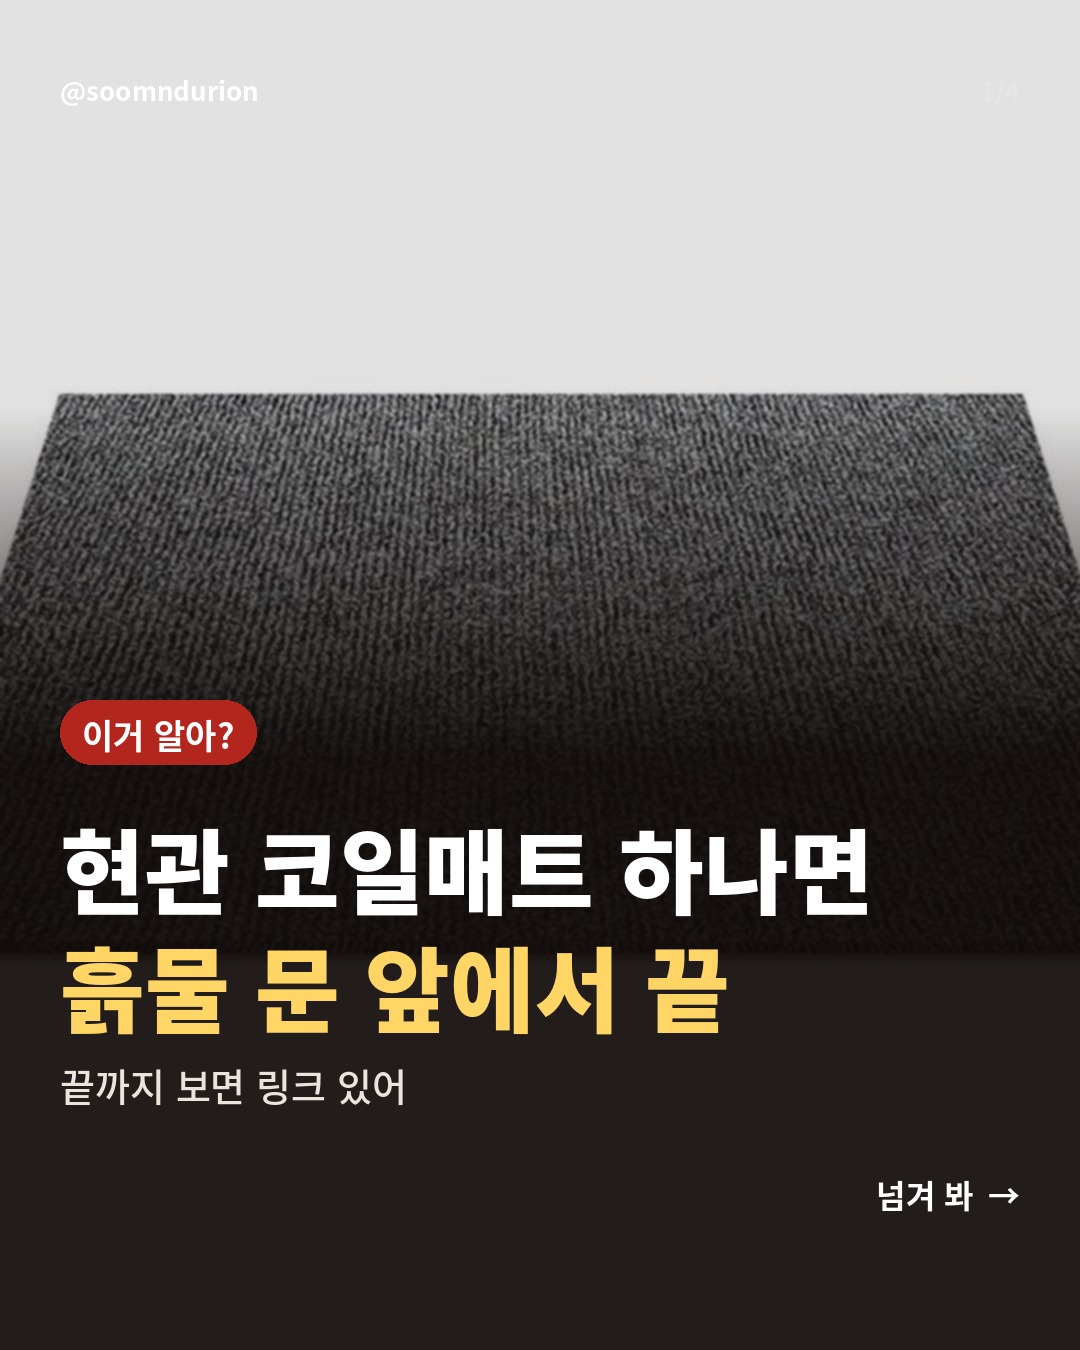 @soomndurion
1/4
이거 알아?
현관 코일매트 하나면
흙물 문 앞에서 끝
끝까지 보면 링크 있어
넘겨 봐 →